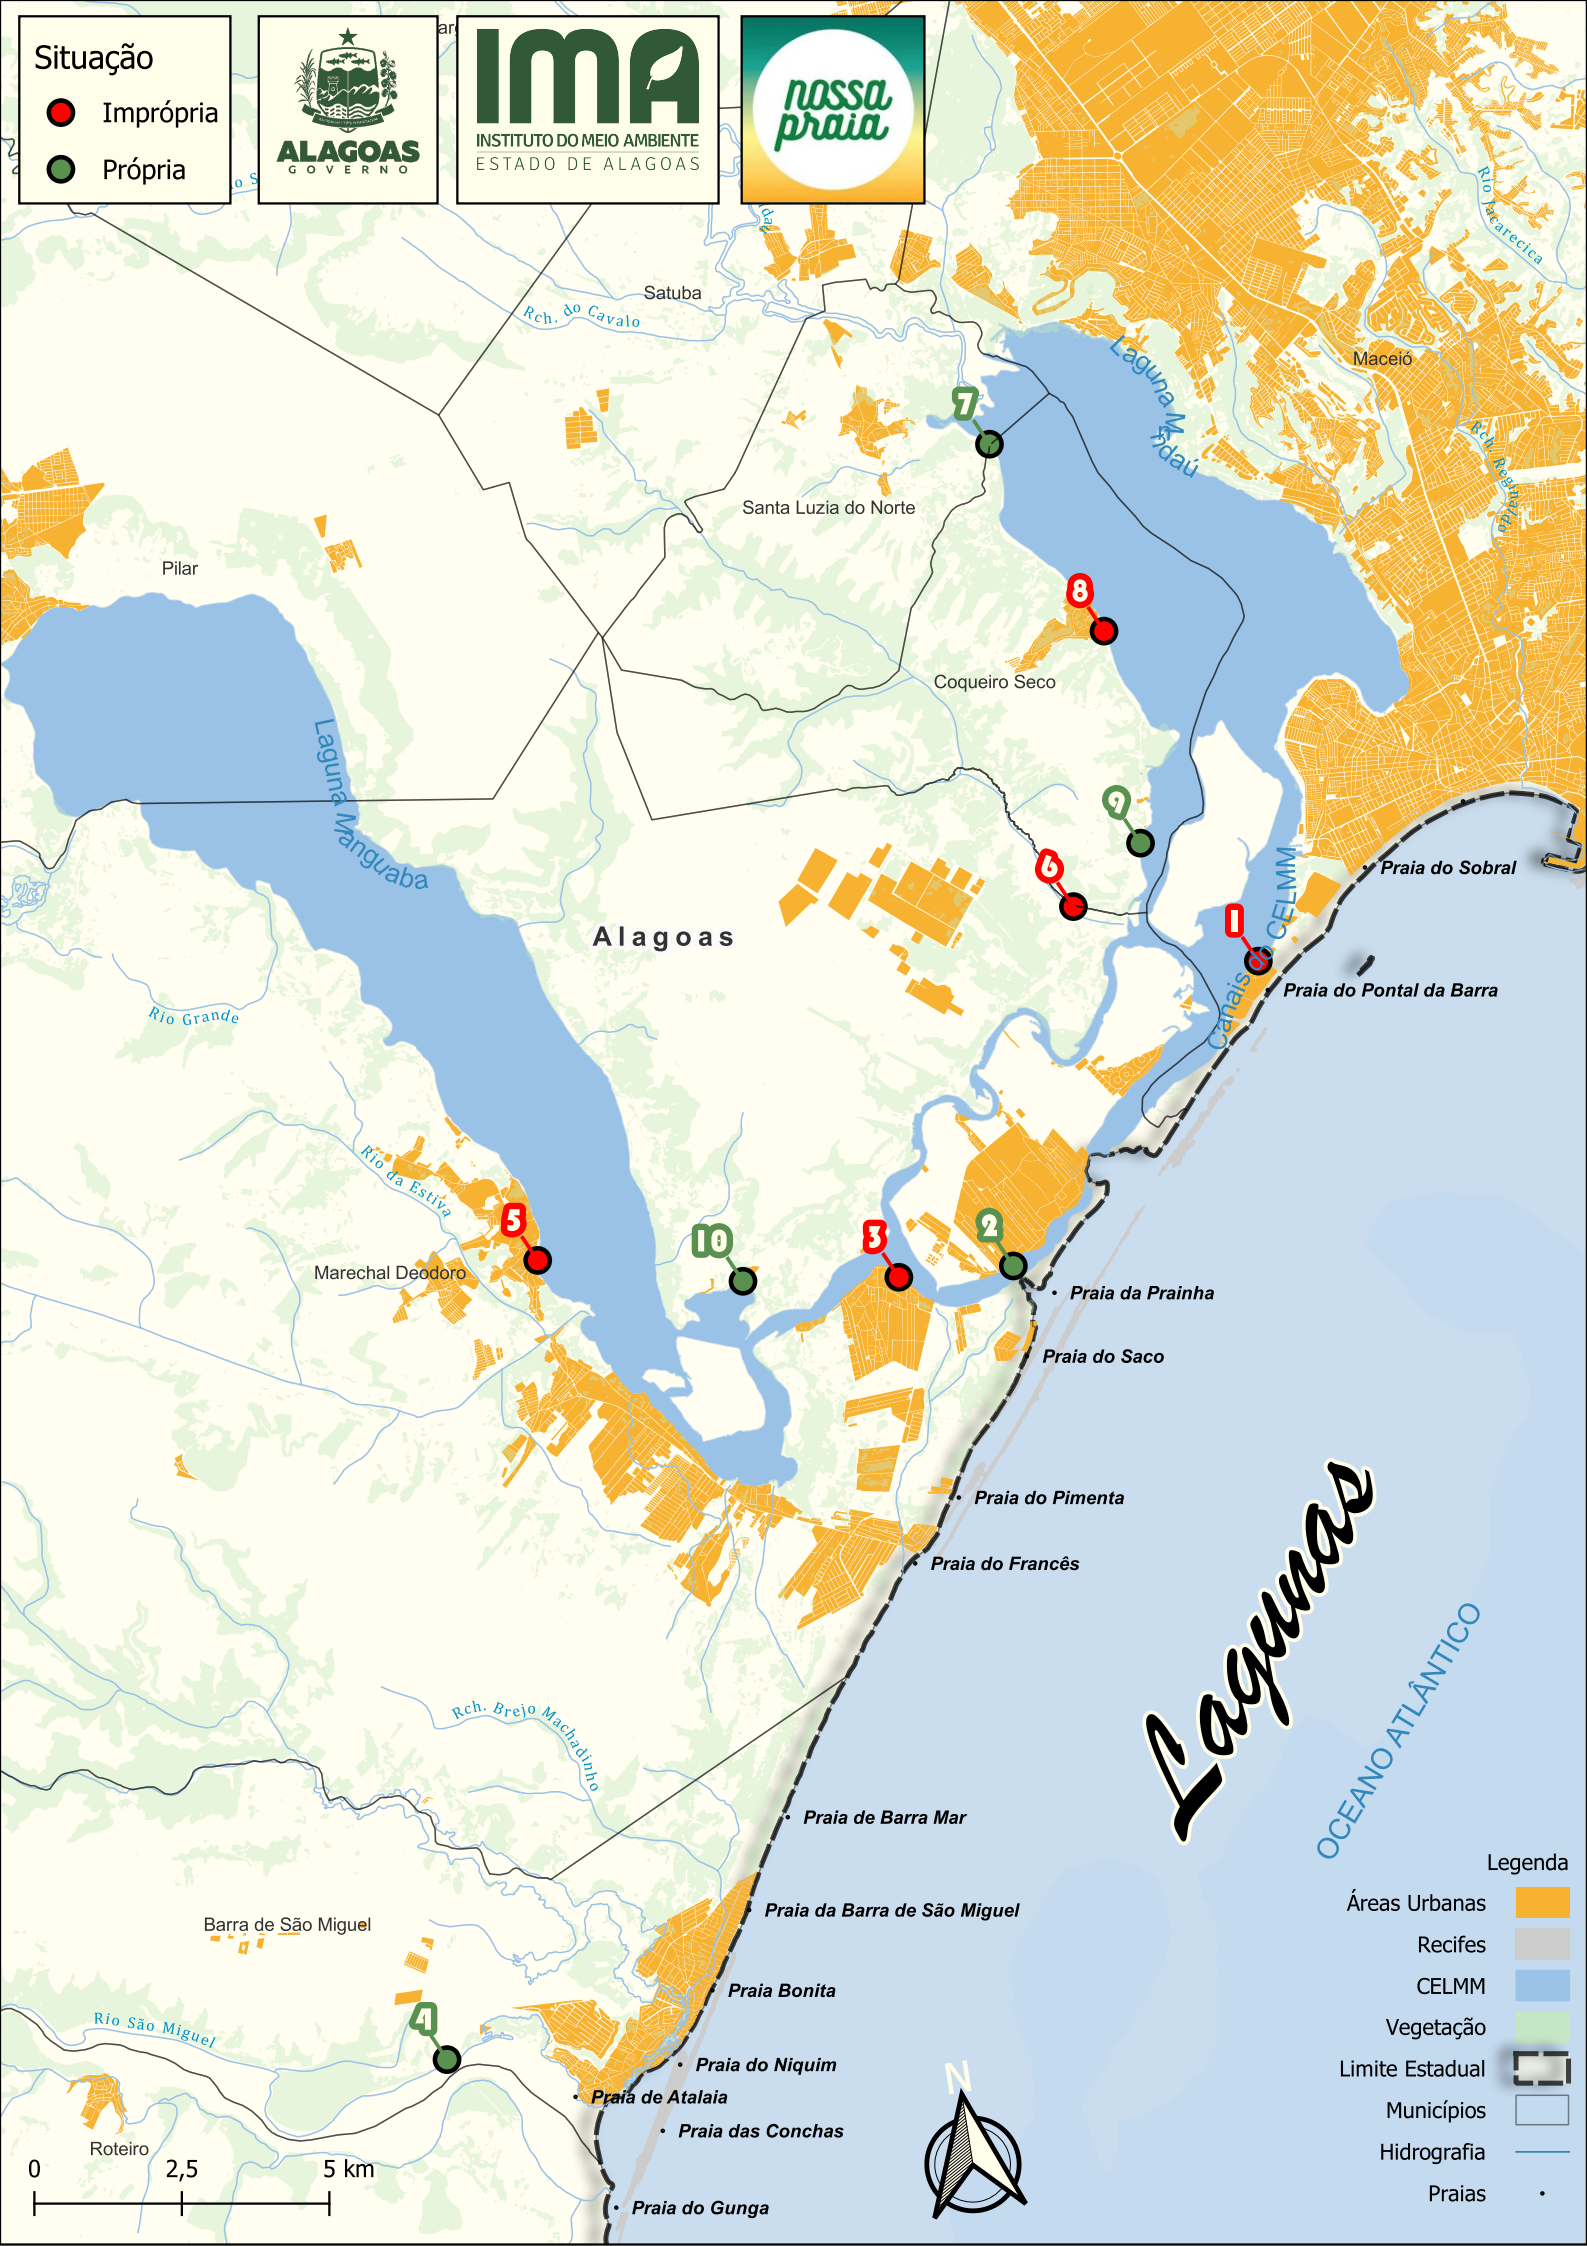 Situação
Imprópria
Própria
ALAGOAS
GOVERNO
IMA
INSTITUTO DO MEIO AMBIENTE
ESTADO DE ALAGOAS
nossa
praia
Rio Jacarecica
Satuba
Rch. do Cavalo
Laguna Mundaú
Maceió
7
Rch. Reginaldo
Santa Luzia do Norte
Pilar
8
Coqueiro Seco
Laguna Manguaba
9
6
Praia do Sobral
1
Canais do CELMM
Alagoas
Praia do Pontal da Barra
Rio Grande
Rio da Estiva
5
10
3
2
Marechal Deodoro
Praia da Prainha
Praia do Saco
Praia do Pimenta
Praia do Francês
Lagunas
OCEANO ATLÂNTICO
Rch. Brejo Machadinho
Praia de Barra Mar
Praia da Barra de São Miguel
Barra de São Miguel
Praia Bonita
Rio São Miguel
4
Praia do Niquim
Praia de Atalaia
Praia das Conchas
Roteiro
Praia do Gunga
0 2,5 5 km
N
Legenda
Áreas Urbanas
Recifes
CELMM
Vegetação
Limite Estadual
Municípios
Hidrografia
Praias